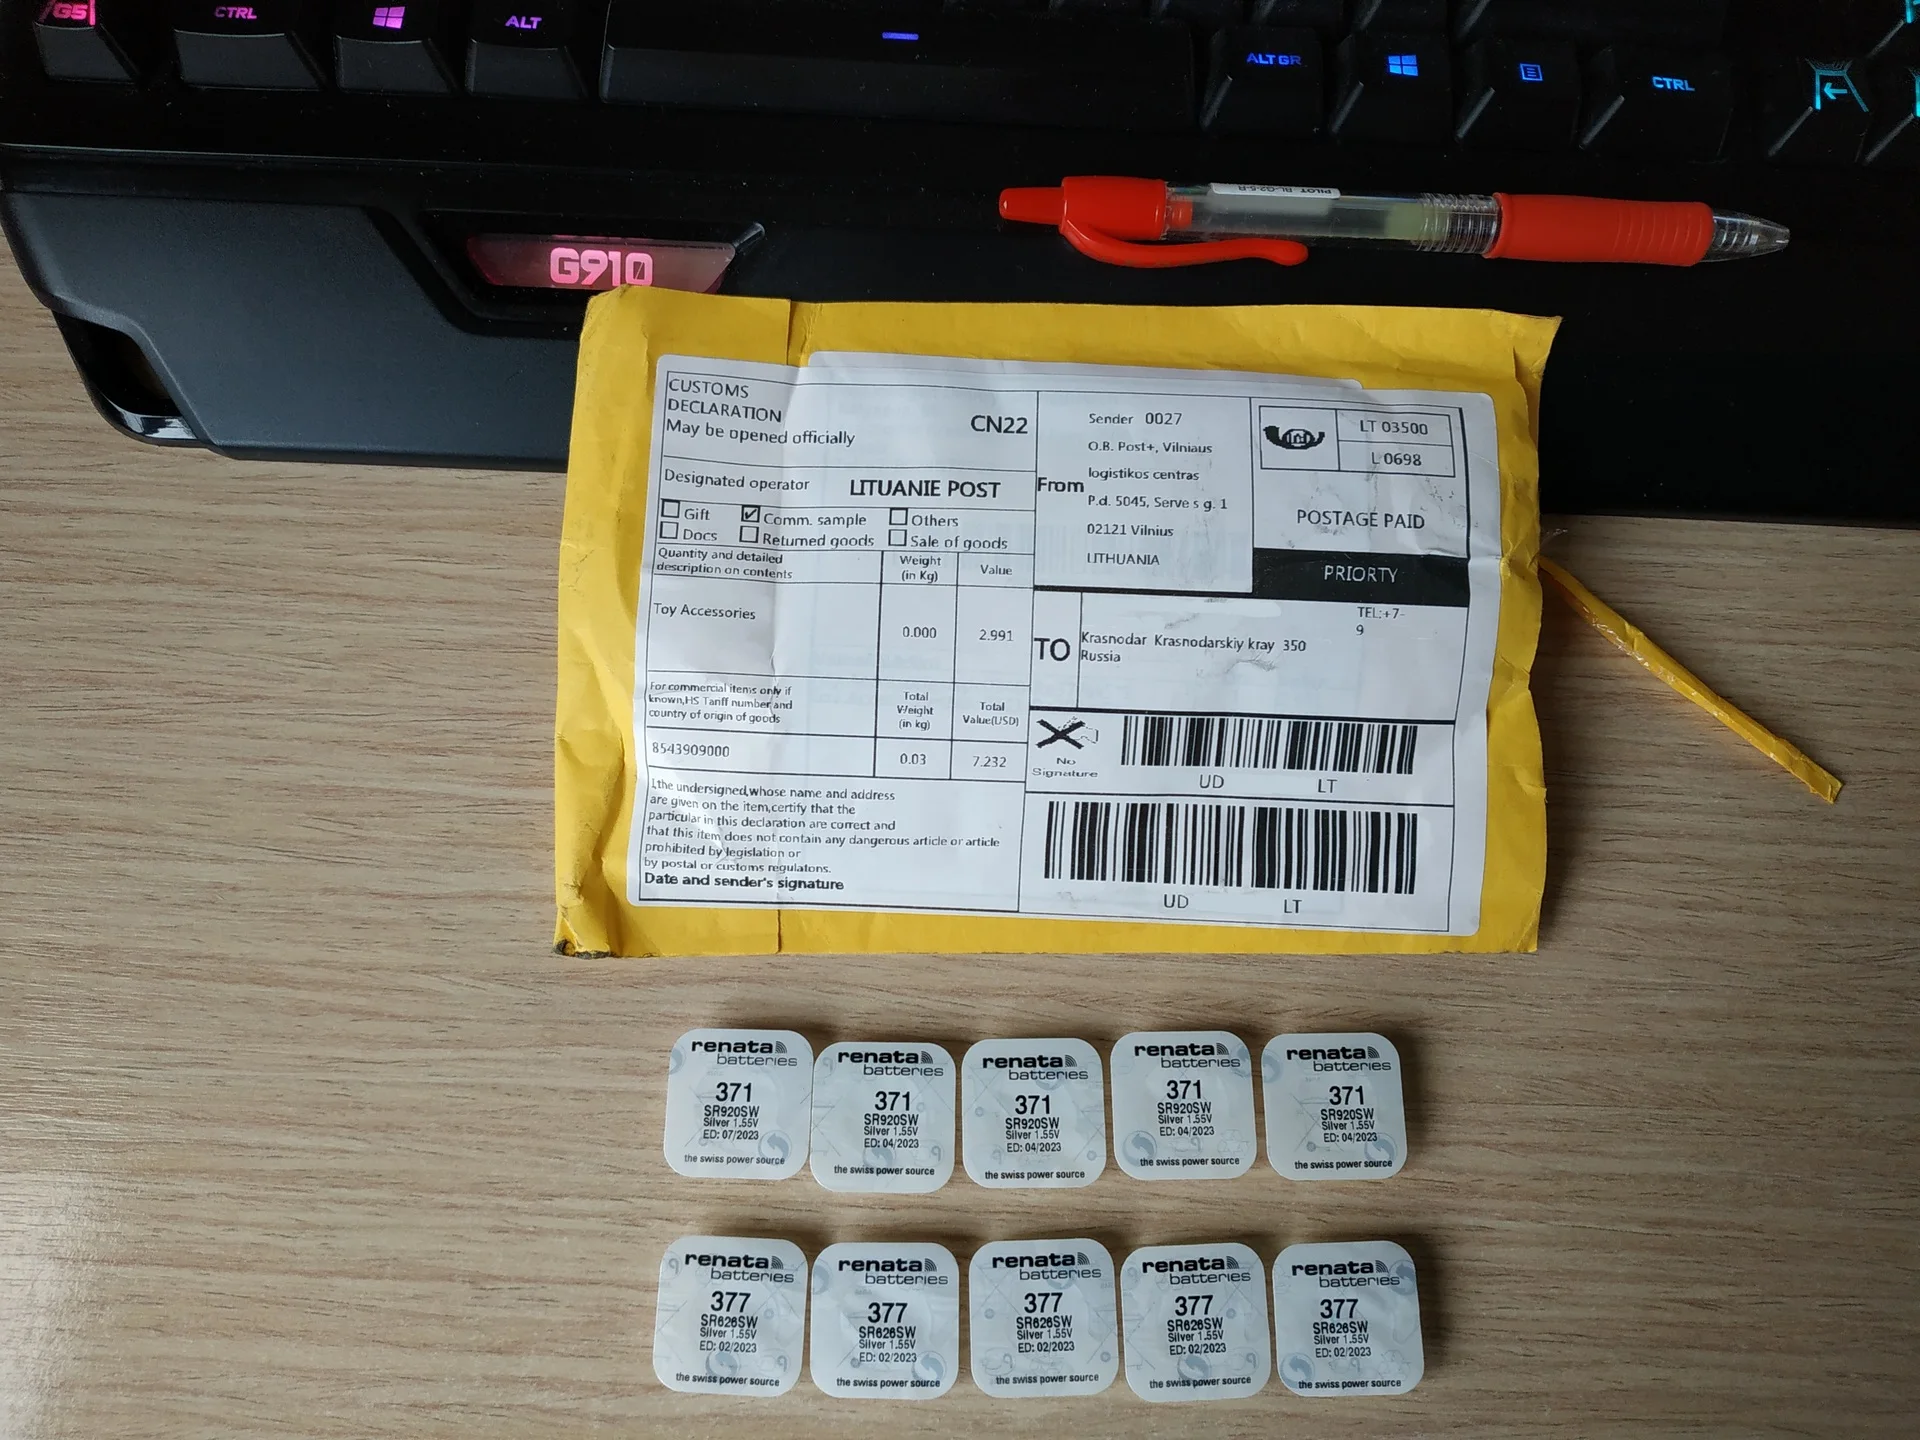 G5
CTRL
ALT
ALT GR
CTRL
G910
PILOT BL-G2-5-R
CUSTOMS
DECLARATION
May be opened officially
CN22
Designated operator
LITUANIE POST
Gift
Comm. sample
Others
Docs
Returned goods
Sale of goods
Quantity and detailed
description on contents
Weight
(in Kg)
Value
Toy Accessories
0.000
2.991
For commercial items only if
known,HS Tariff number and
country of origin of goods
Total
Weight
(in kg)
Total
Value(USD)
8543909000
0.03
7.232
I,the undersigned,whose name and address
are given on the item,certify that the
particular in this declaration are correct and
that this item does not contain any dangerous article or article
prohibited by legislation or
by postal or customs regulatons.
Date and sender's signature
From
Sender 0027
O.B. Post+, Vilniaus
logistikos centras
P.d. 5045, Serve s g. 1
02121 Vilnius
LITHUANIA
LT 03500
L 0698
POSTAGE PAID
PRIORTY
TO
TEL:+7-
9
Krasnodar Krasnodarskiy kray 350
Russia
No
Signature
UD LT
UD LT
renata
batteries
371
SR920SW
Silver 1.55V
ED: 07/2023
the swiss power source
renata
batteries
371
SR920SW
Silver 1.55V
ED: 04/2023
the swiss power source
renata
batteries
371
SR920SW
Silver 1.55V
ED: 04/2023
the swiss power source
renata
batteries
371
SR920SW
Silver 1.55V
ED: 04/2023
the swiss power source
renata
batteries
371
SR920SW
Silver 1.55V
ED: 04/2023
the swiss power source
renata
batteries
377
SR626SW
Silver 1.55V
ED: 02/2023
the swiss power source
renata
batteries
377
SR626SW
Silver 1.55V
ED: 02/2023
the swiss power source
renata
batteries
377
SR626SW
Silver 1.55V
ED: 02/2023
the swiss power source
renata
batteries
377
SR626SW
Silver 1.55V
ED: 02/2023
the swiss power source
renata
batteries
377
SR626SW
Silver 1.55V
ED: 02/2023
the swiss power source